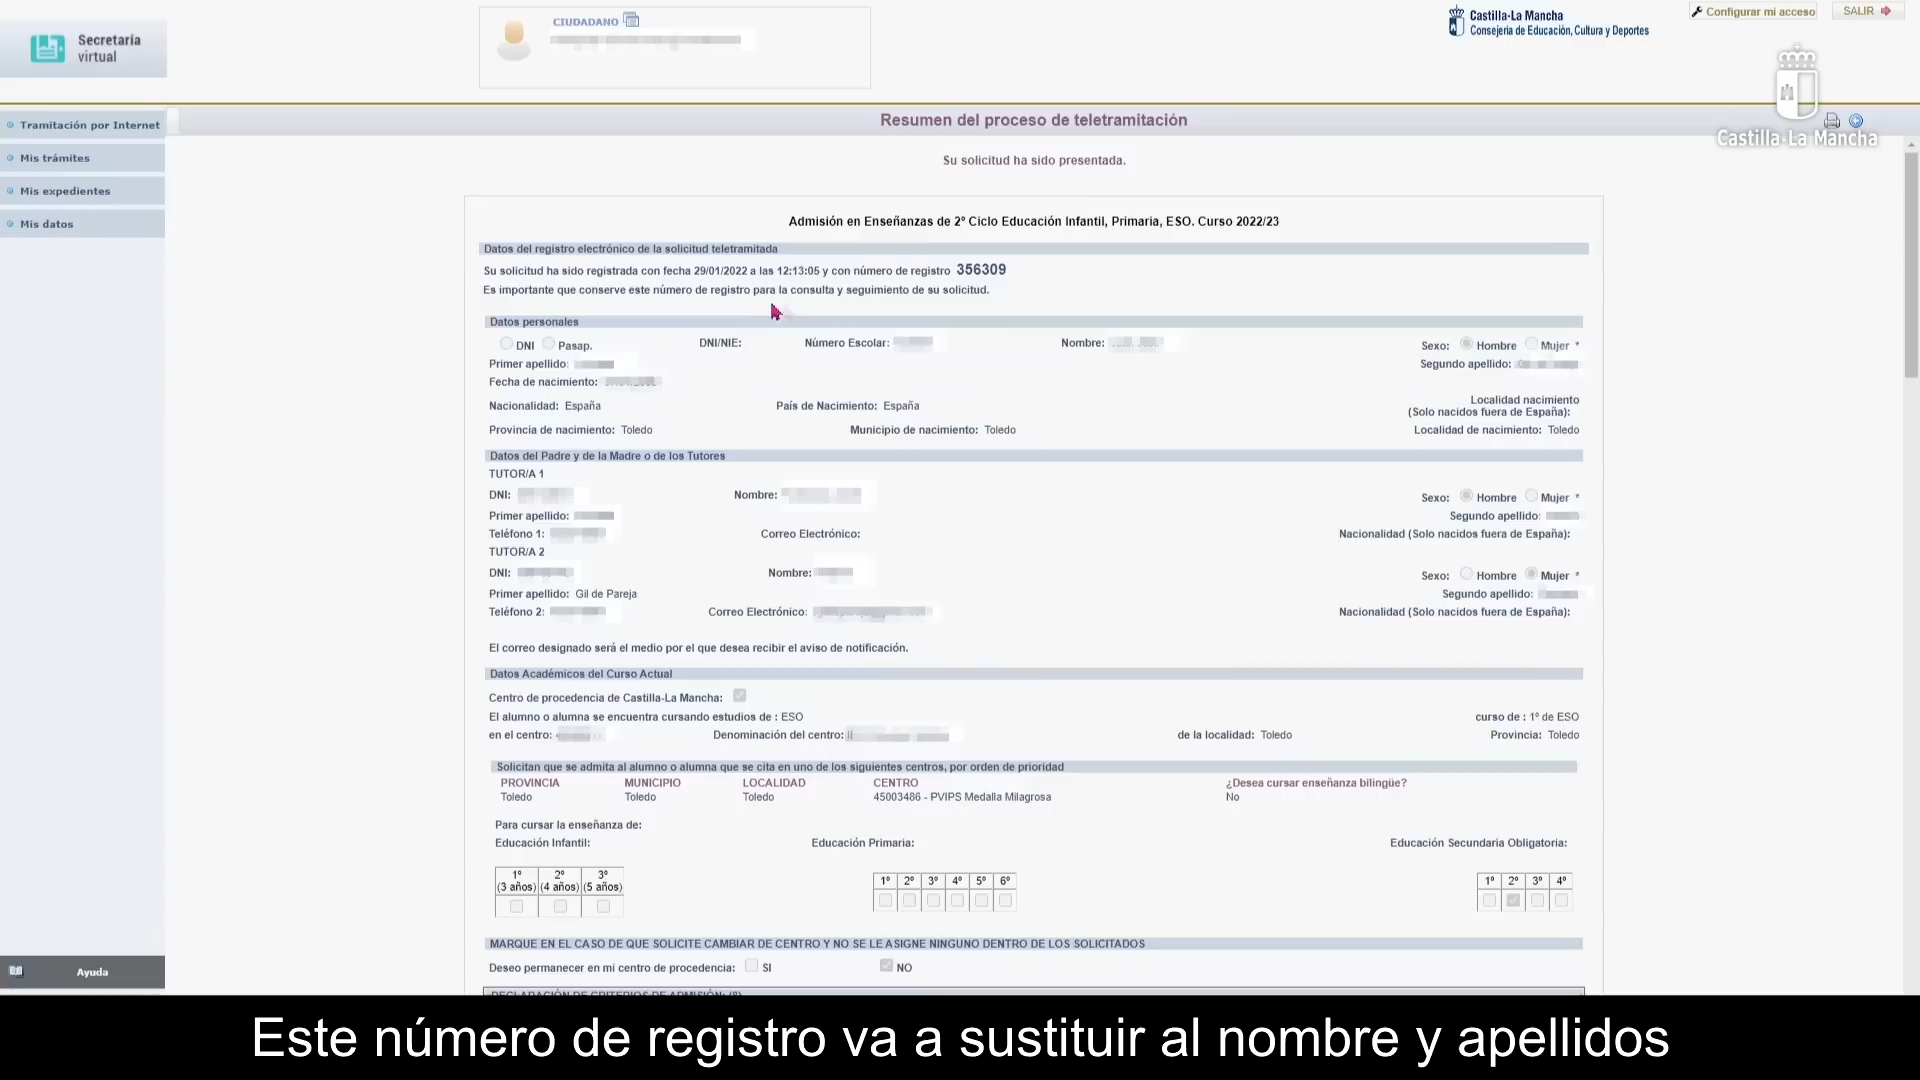 Secretaría
virtual
CIUDADANO
Castilla-La Mancha
Consejería de Educación, Cultura y Deportes
Configurar mi acceso
SALIR
Castilla-La Mancha
Tramitación por Internet
Mis trámites
Mis expedientes
Mis datos
Ayuda
Resumen del proceso de teletramitación
Su solicitud ha sido presentada.
Admisión en Enseñanzas de 2º Ciclo Educación Infantil, Primaria, ESO. Curso 2022/23
Datos del registro electrónico de la solicitud teletramitada
Su solicitud ha sido registrada con fecha 29/01/2022 a las 12:13:05 y con número de registro 356309
Es importante que conserve este número de registro para la consulta y seguimiento de su solicitud.
Datos personales
DNI Pasap. DNI/NIE: Número Escolar: Nombre: Sexo: Hombre Mujer *
Primer apellido: Segundo apellido:
Fecha de nacimiento:
Nacionalidad: España País de Nacimiento: España Localidad nacimiento
(Solo nacidos fuera de España):
Provincia de nacimiento: Toledo Municipio de nacimiento: Toledo Localidad de nacimiento: Toledo
Datos del Padre y de la Madre o de los Tutores
TUTOR/A 1
DNI: Nombre: Sexo: Hombre Mujer *
Primer apellido: Segundo apellido:
Teléfono 1: Correo Electrónico: Nacionalidad (Solo nacidos fuera de España):
TUTOR/A 2
DNI: Nombre: Sexo: Hombre Mujer *
Primer apellido: Gil de Pareja Segundo apellido:
Teléfono 2: Correo Electrónico: Nacionalidad (Solo nacidos fuera de España):
El correo designado será el medio por el que desea recibir el aviso de notificación.
Datos Académicos del Curso Actual
Centro de procedencia de Castilla-La Mancha:
El alumno o alumna se encuentra cursando estudios de : ESO curso de : 1º de ESO
en el centro: Denominación del centro: de la localidad: Toledo Provincia: Toledo
Solicitan que se admita al alumno o alumna que se cita en uno de los siguientes centros, por orden de prioridad
PROVINCIA MUNICIPIO LOCALIDAD CENTRO ¿Desea cursar enseñanza bilingüe?
Toledo Toledo Toledo 45003486 - PVIPS Medalla Milagrosa No
Para cursar la enseñanza de:
Educación Infantil: Educación Primaria: Educación Secundaria Obligatoria:
1º 2º 3º
(3 años) (4 años) (5 años)
1º 2º 3º 4º 5º 6º
1º 2º 3º 4º
MARQUE EN EL CASO DE QUE SOLICITE CAMBIAR DE CENTRO Y NO SE LE ASIGNE NINGUNO DENTRO DE LOS SOLICITADOS
Deseo permanecer en mi centro de procedencia: SI NO
DECLARACIÓN DE CRITERIOS DE ADMISIÓN: (8)
Este número de registro va a sustituir al nombre y apellidos